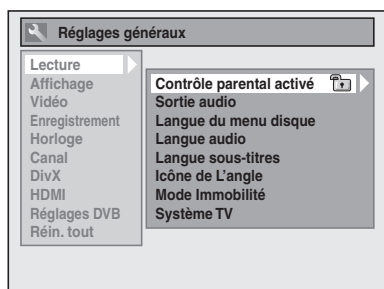 Réglages généraux
Lecture
Affichage
Vidéo
Enregistrement
Horloge
Canal
DivX
HDMI
Réglages DVB
Réin. tout
Contrôle parental activé
Sortie audio
Langue du menu disque
Langue audio
Langue sous-titres
Icône de L'angle
Mode Immobilité
Système TV